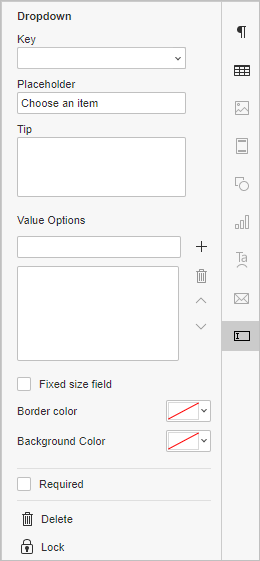 Dropdown
Key
Placeholder
Choose an item
Tip
Value Options
Fixed size field
Border color
Background Color
Required
Delete
Lock
Ta